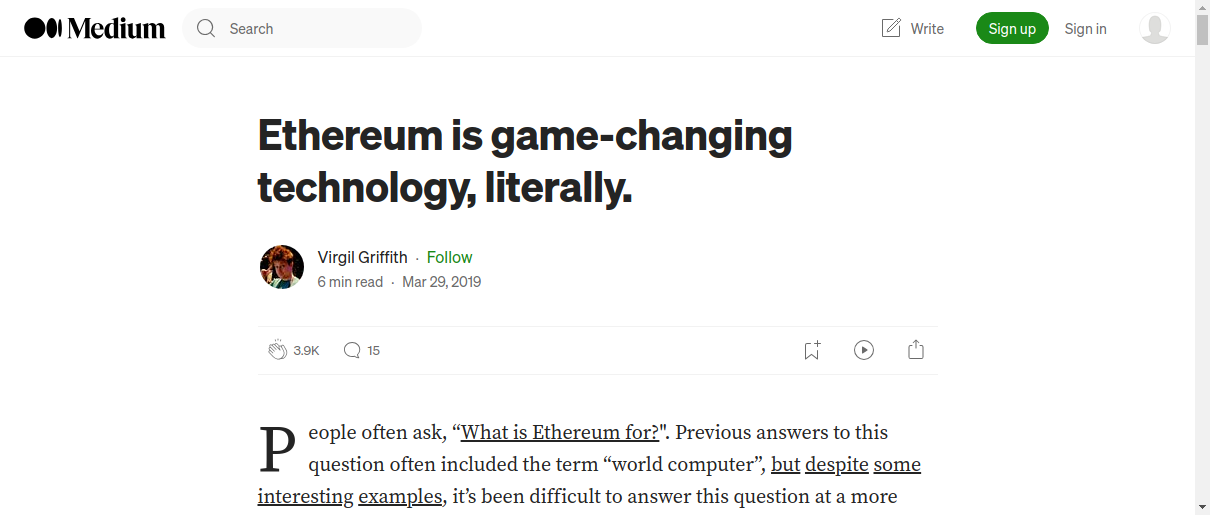 Medium
Search
Write
Sign up
Sign in
Ethereum is game-changing
technology, literally.
Virgil Griffith · Follow
6 min read · Mar 29, 2019
3.9K
15
People often ask, “What is Ethereum for?". Previous answers to this
question often included the term “world computer”, but despite some
interesting examples, it’s been difficult to answer this question at a more